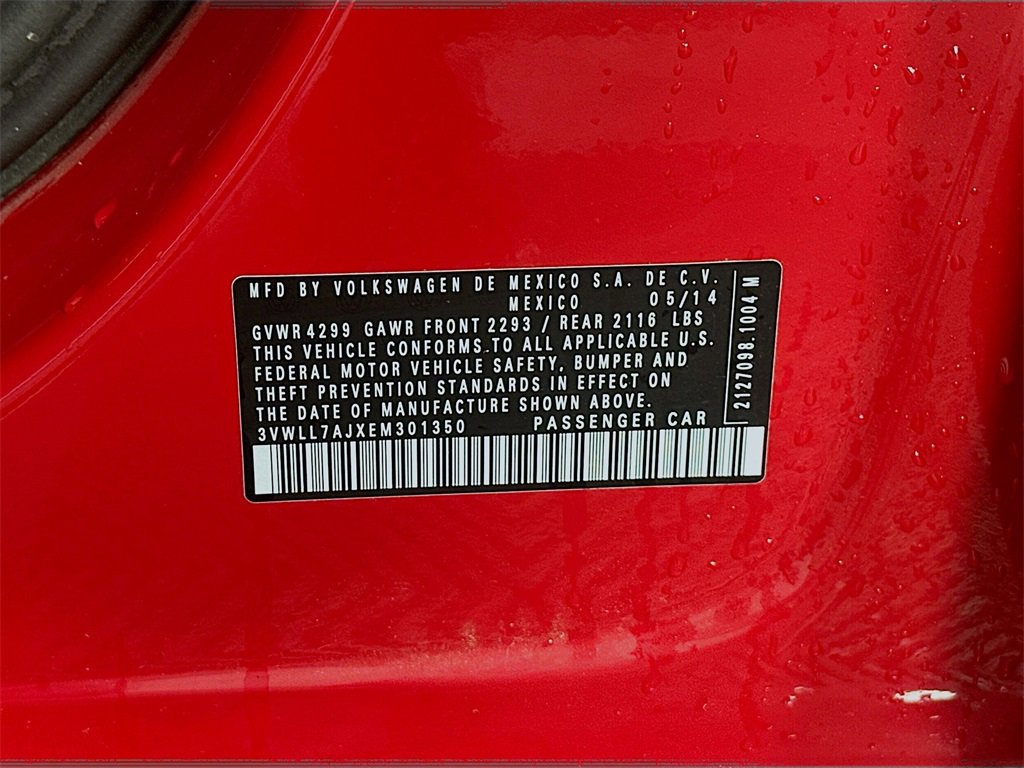 MFD BY VOLKSWAGEN DE MEXICO S.A. DE C.V.
MEXICO 05/14
GVWR 4299 GAWR FRONT 2293 / REAR 2116 LBS
THIS VEHICLE CONFORMS TO ALL APPLICABLE U.S.
FEDERAL MOTOR VEHICLE SAFETY, BUMPER AND
THEFT PREVENTION STANDARDS IN EFFECT ON
THE DATE OF MANUFACTURE SHOWN ABOVE.
3VWLL7AJXEM301350 PASSENGER CAR
2127098.1004 M